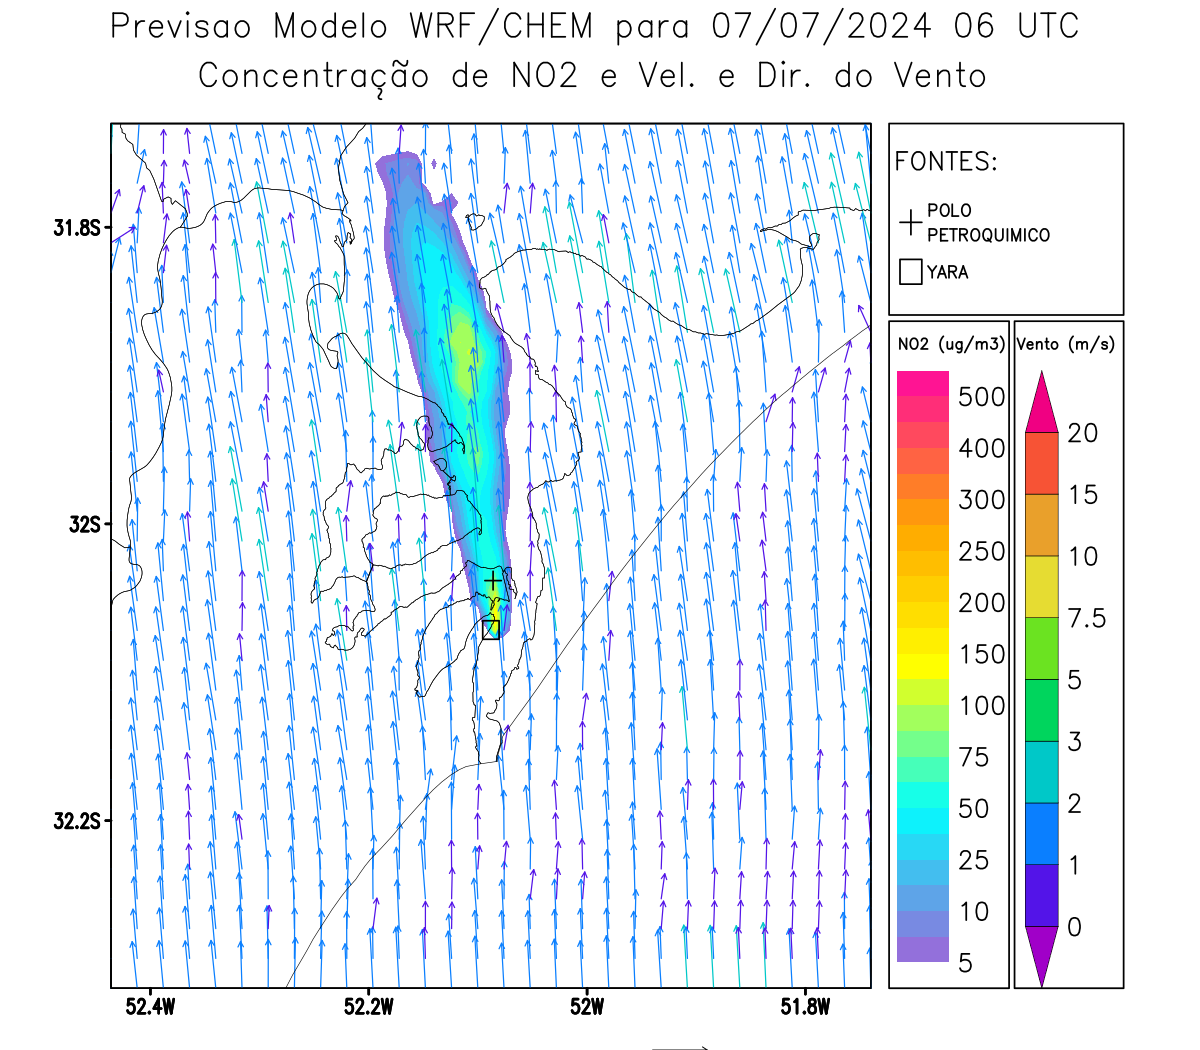 Previsao Modelo WRF/CHEM para 07/07/2024 06 UTC
Concentração de NO2 e Vel. e Dir. do Vento
FONTES:
POLO
PETROQUIMICO
YARA
NO2 (ug/m3)
500
400
300
250
200
150
100
75
50
25
10
5
Vento (m/s)
20
15
10
7.5
5
3
2
1
0
31.8S
32S
32.2S
52.4W
52.2W
52W
51.8W